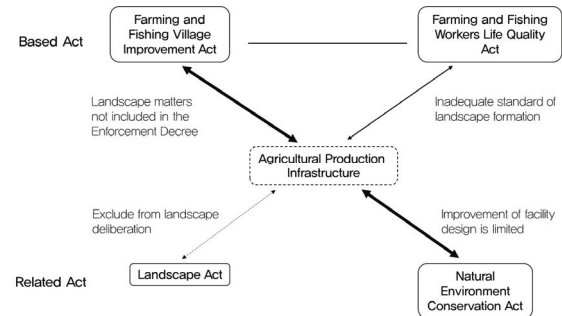 Based Act
Farming and
Fishing Village
Improvement Act
Farming and Fishing
Workers Life Quality
Act
Landscape matters
not included in the
Enforcement Decree
Inadequate standard of
landscape formation
Agricultural Production
Infrastructure
Exclude from landscape
deliberation
Improvement of facility
design is limited
Related Act
Landscape Act
Natural
Environment
Conservation Act